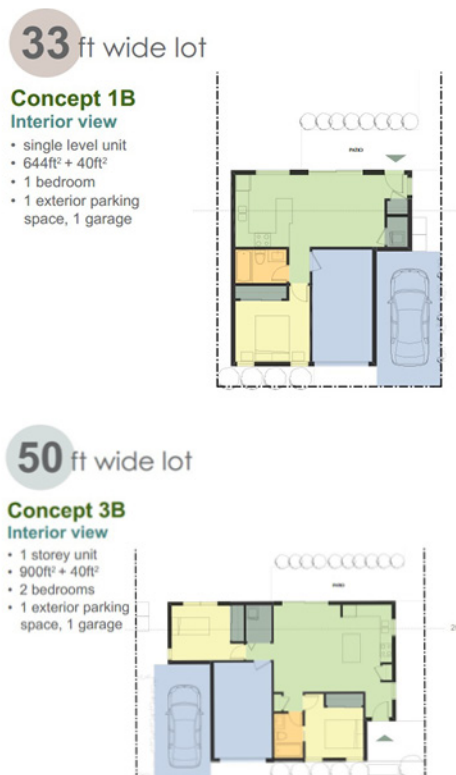 33 ft wide lot
Concept 1B
Interior view
• single level unit
• 644ft² + 40ft²
• 1 bedroom
• 1 exterior parking
space, 1 garage
PATIO
50 ft wide lot
Concept 3B
Interior view
• 1 storey unit
• 900ft² + 40ft²
• 2 bedrooms
• 1 exterior parking
space, 1 garage